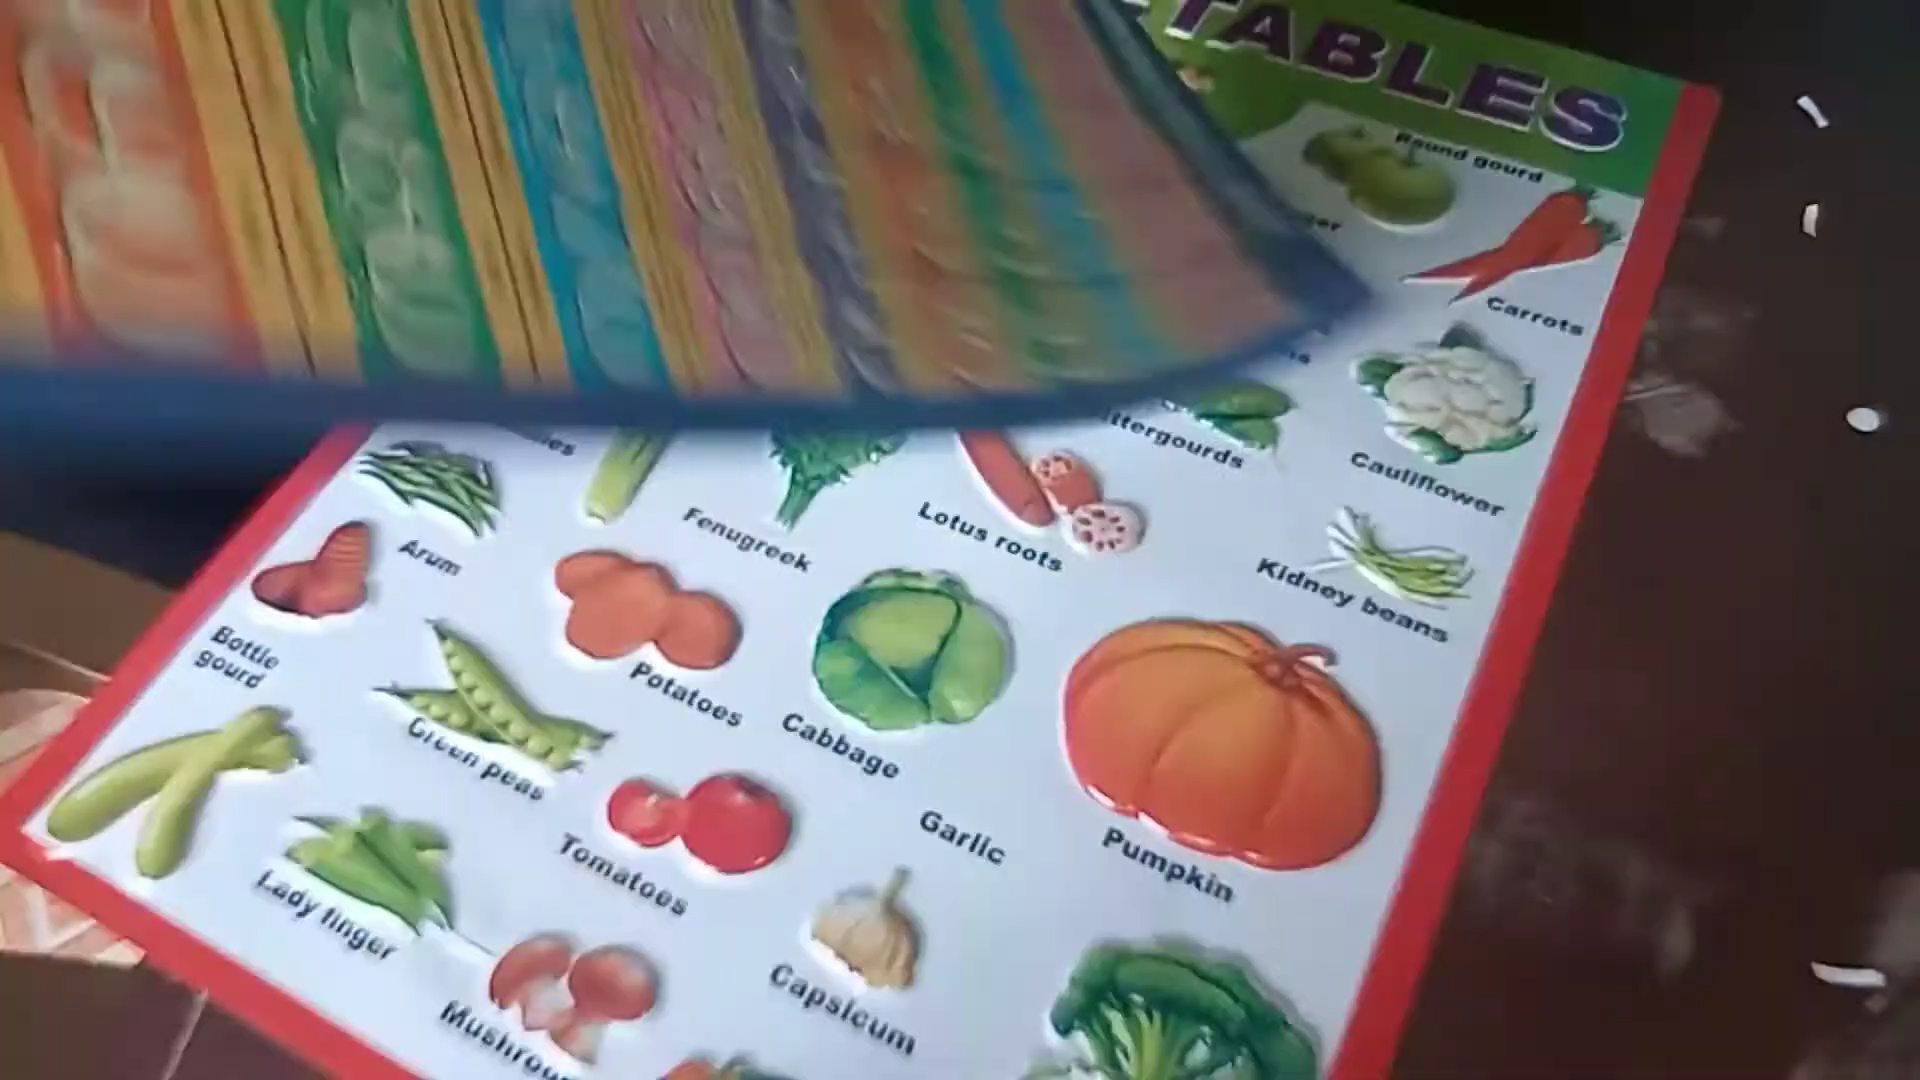 TABLES
Round gourd
Carrots
Cauliflower
Kidney beans
Lotus roots
Fenugreek
Arum
Bottle
gourd
Potatoes
Cabbage
Green peas
Garlic
Pumpkin
Tomatoes
Lady finger
Capsicum